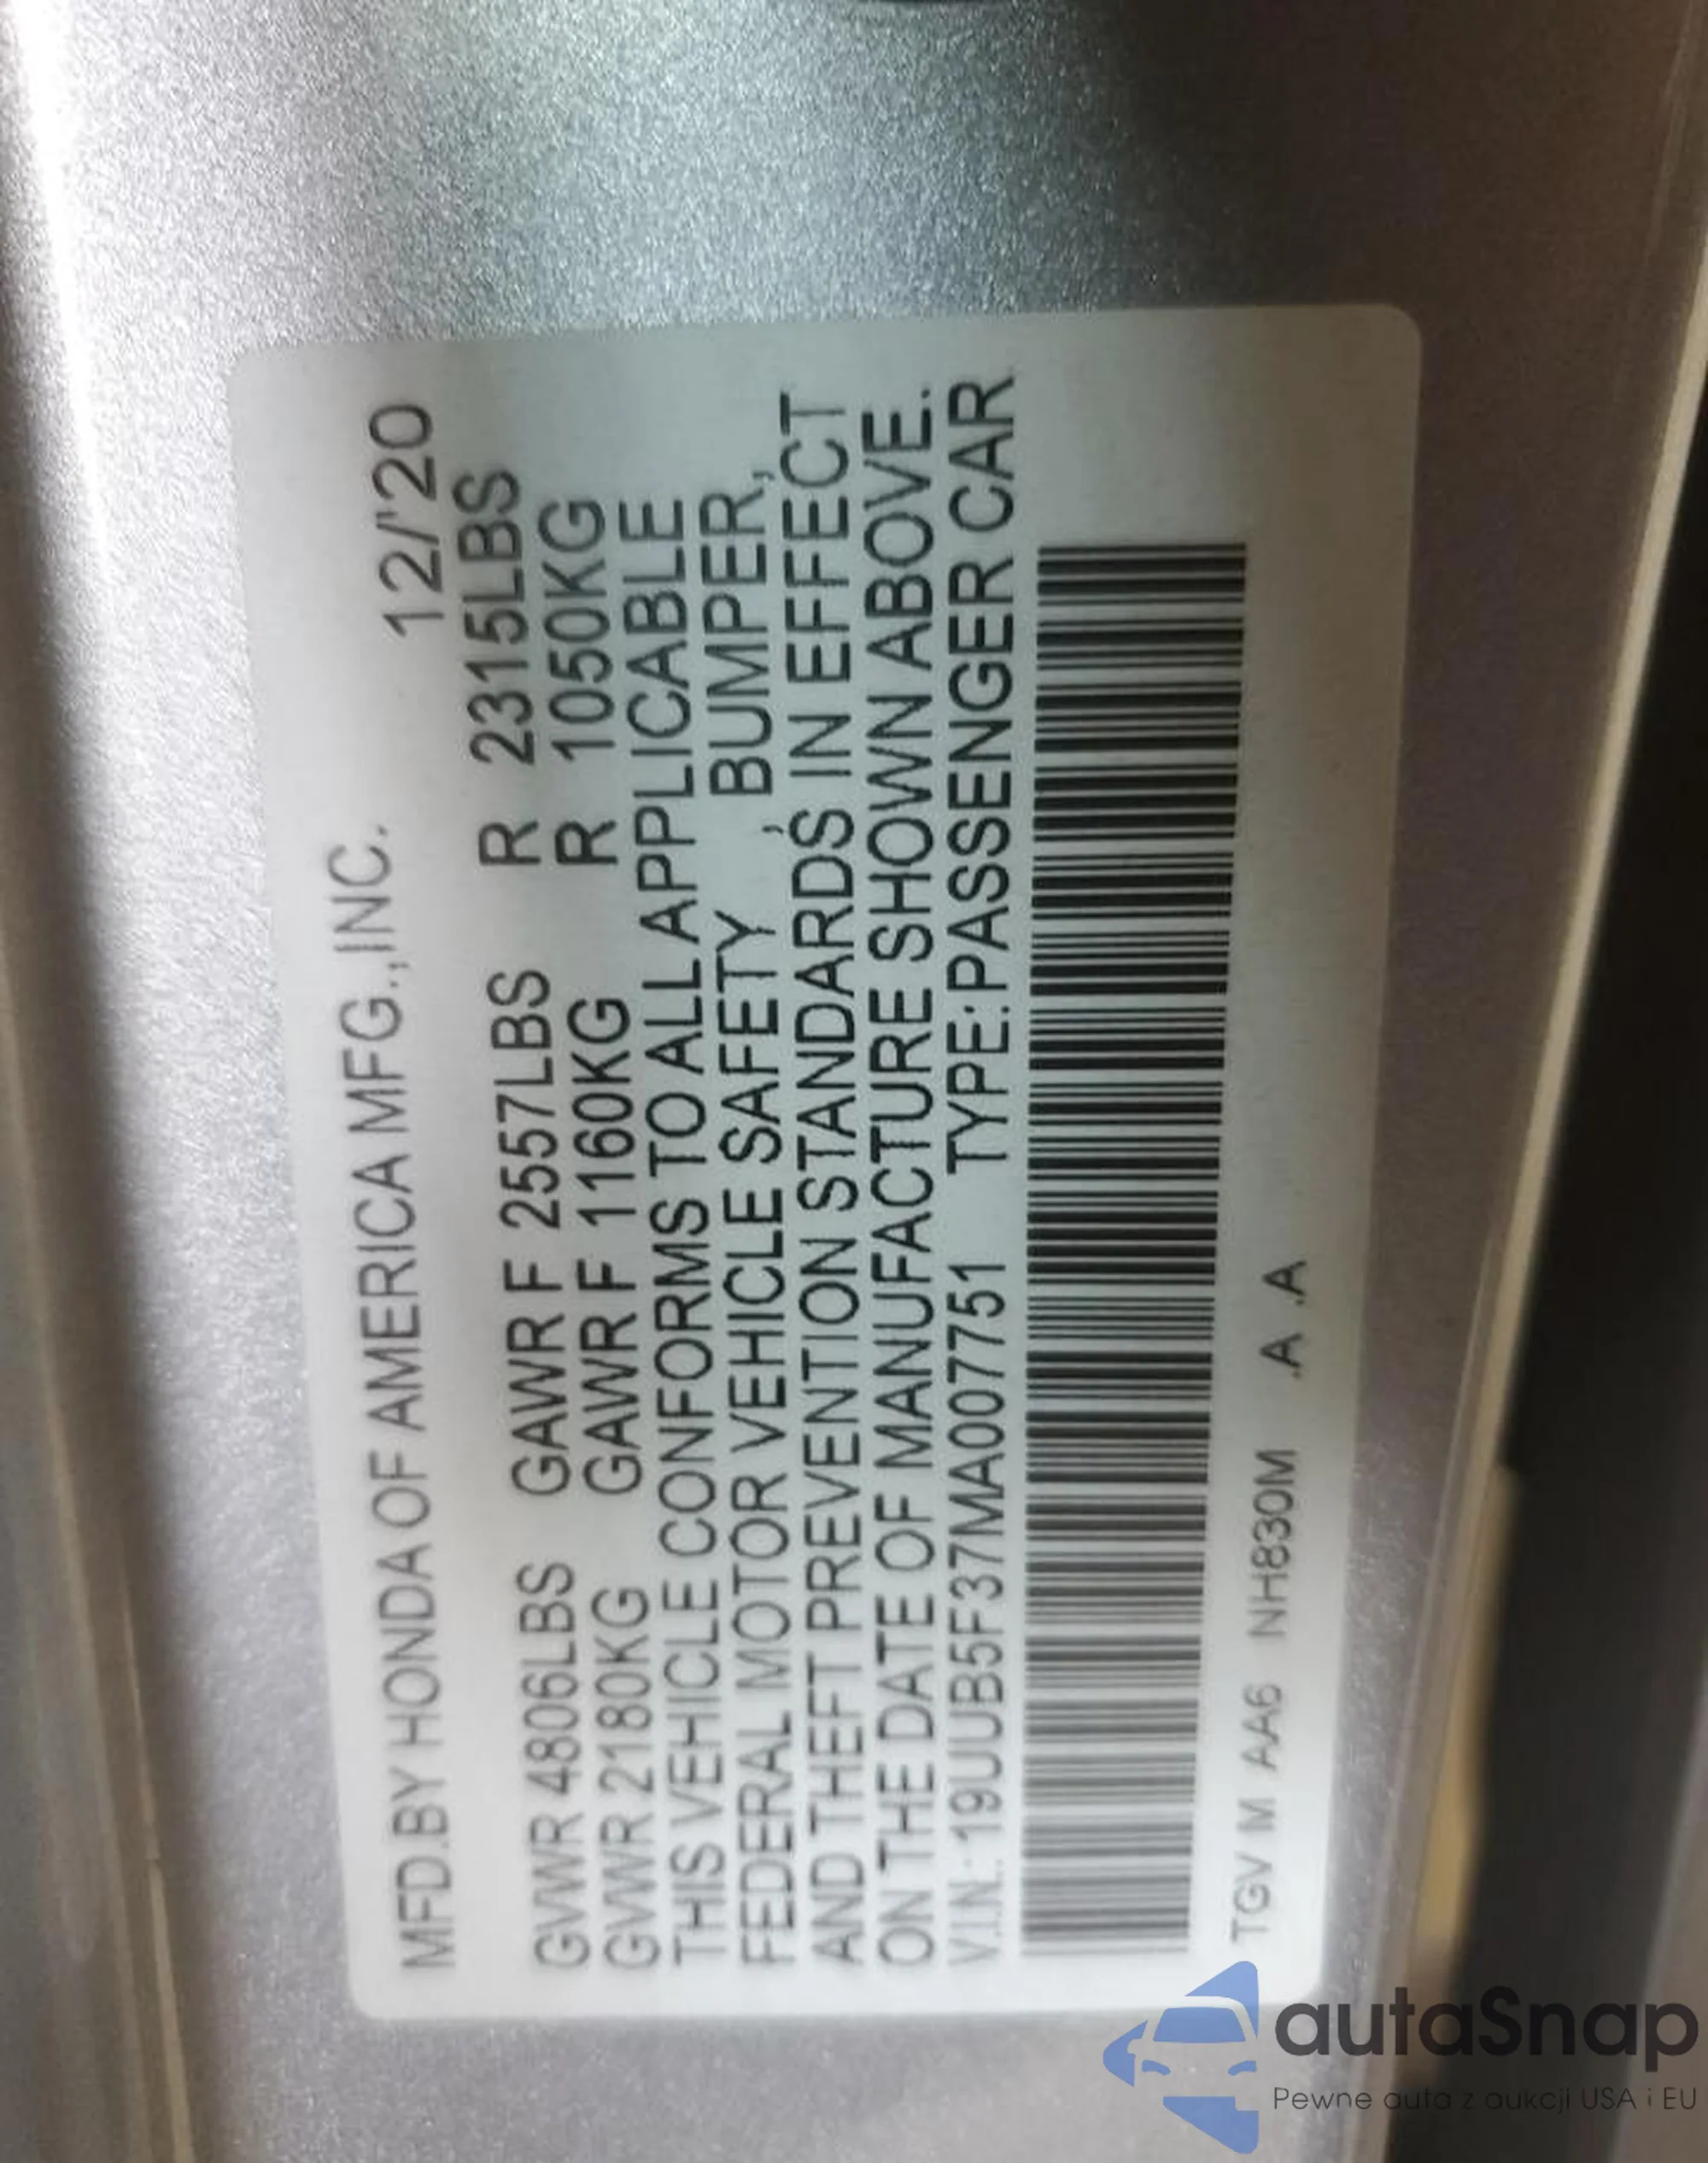 MFD.BY HONDA OF AMERICA MFG.,INC. 12/'20
GVWR 4806LBS GAWR F 2557LBS R 2315LBS
GVWR 2180KG GAWR F 1160KG R 1050KG
THIS VEHICLE CONFORMS TO ALL APPLICABLE
FEDERAL MOTOR VEHICLE SAFETY , BUMPER,
AND THEFT PREVENTION STANDARDS, IN EFFECT
ON THE DATE OF MANUFACTURE SHOWN ABOVE.
V.I.N.:19UUB5F37MA007751 TYPE:PASSENGER CAR
TGV M AA6 NH830M .A .A
autaSnap
Pewne auta z aukcji USA i EU